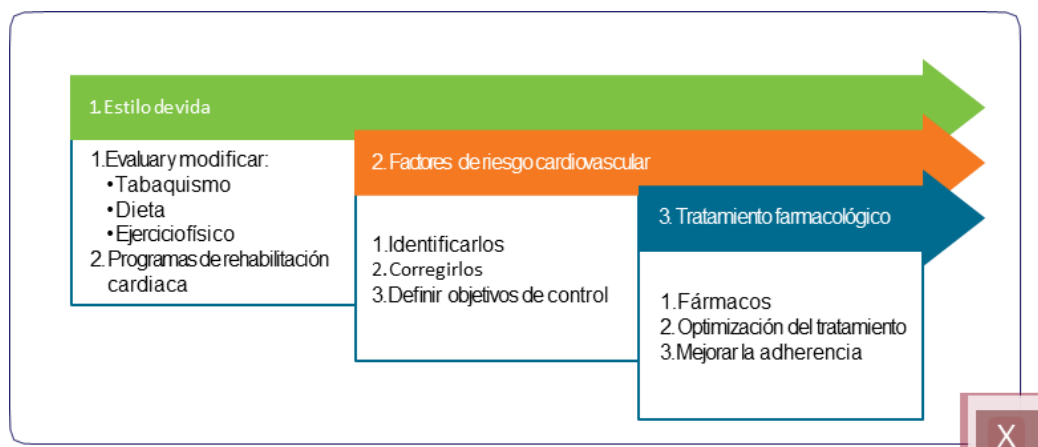 1.Estilo de vida
1.Evaluar y modificar:
•Tabaquismo
•Dieta
•Ejercicio físico
2. Programas de rehabilitación
cardiaca
2. Factores de riesgo cardiovascular
1.Identificarlos
2.Corregirlos
3.Definir objetivos de control
3. Tratamiento farmacológico
1.Fármacos
2.Optimización del tratamiento
3.Mejorar la adherencia
X